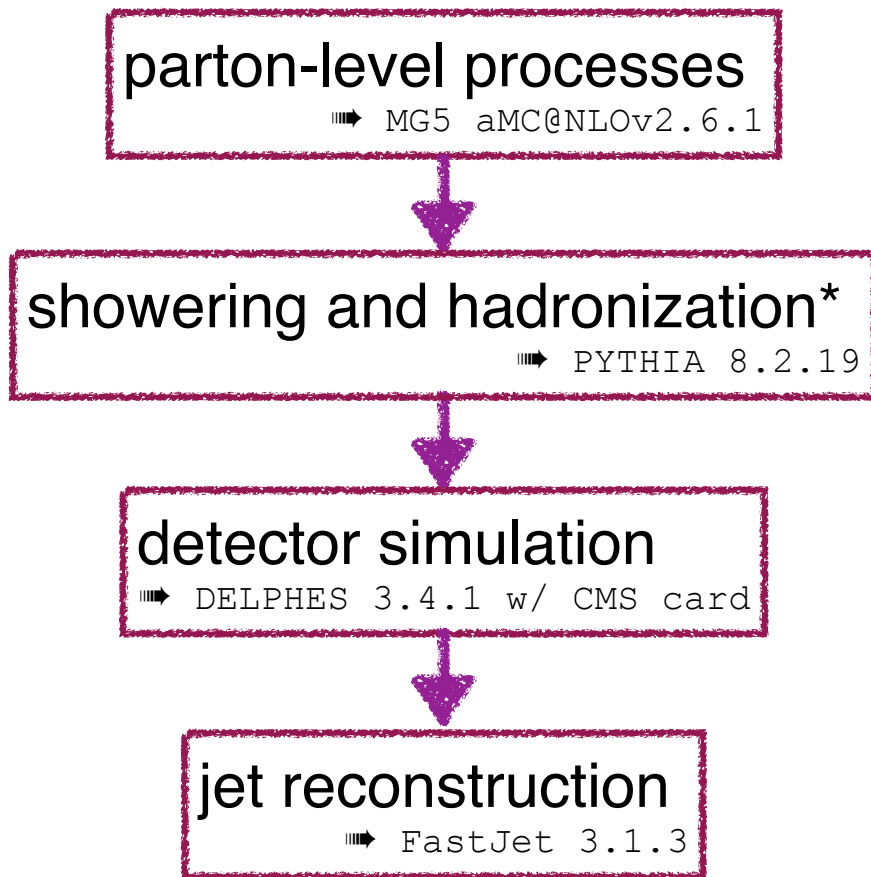 parton-level processes
➠ MG5 aMC@NLOv2.6.1
showering and hadronization*
➠ PYTHIA 8.2.19
detector simulation
➠ DELPHES 3.4.1 w/ CMS card
jet reconstruction
➠ FastJet 3.1.3